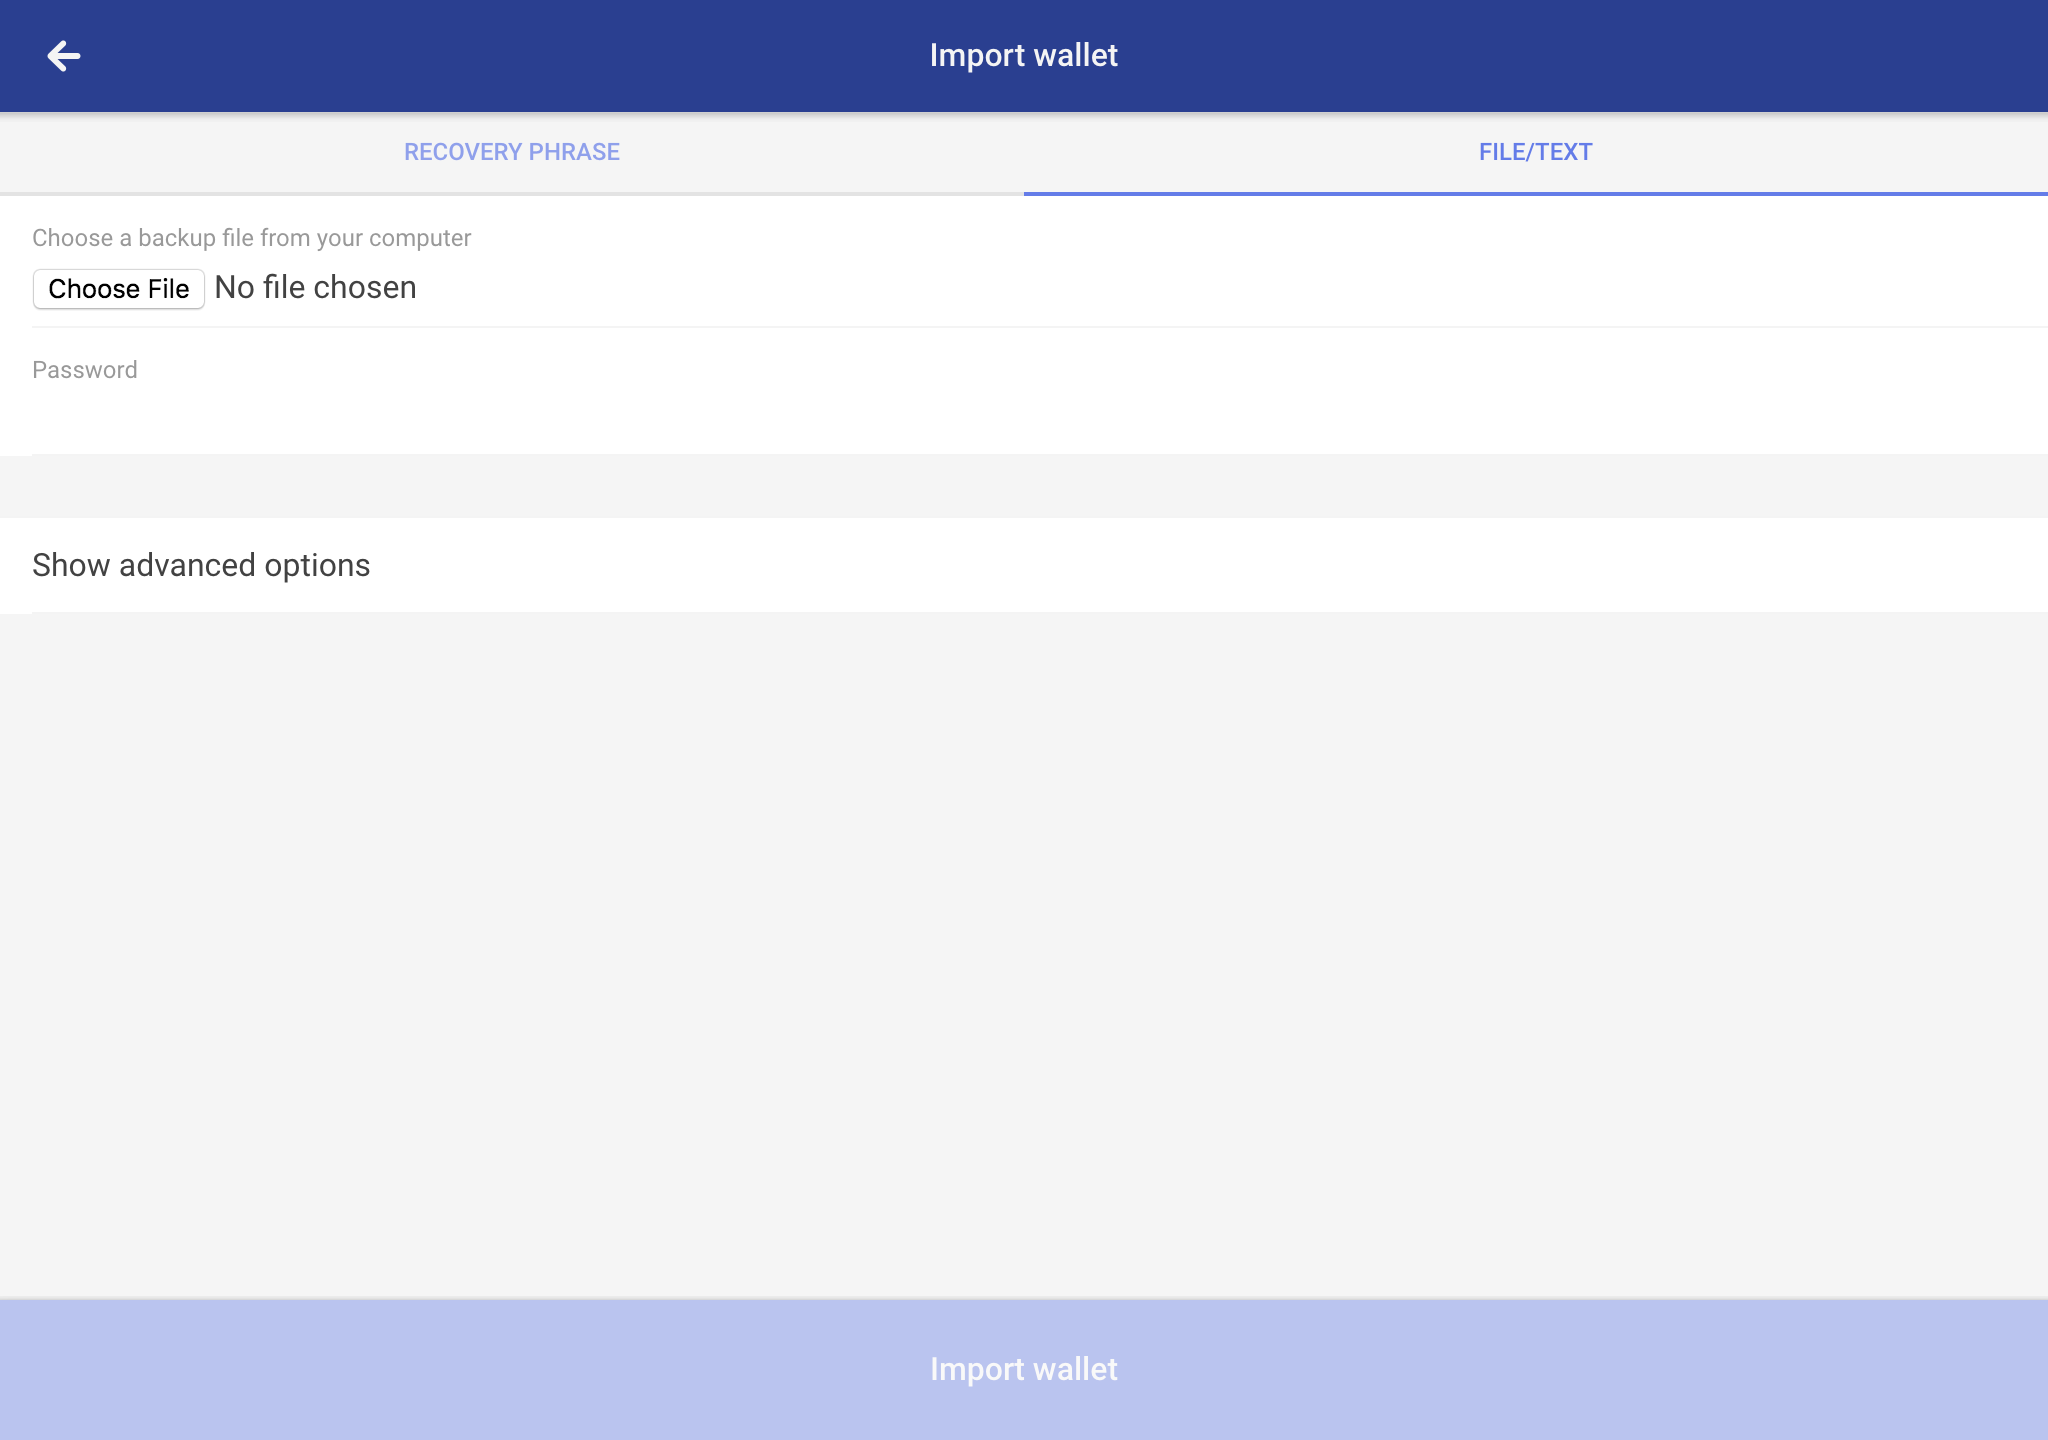 Import wallet
RECOVERY PHRASE
FILE/TEXT
Choose a backup file from your computer
Choose File No file chosen
Password
Show advanced options
Import wallet